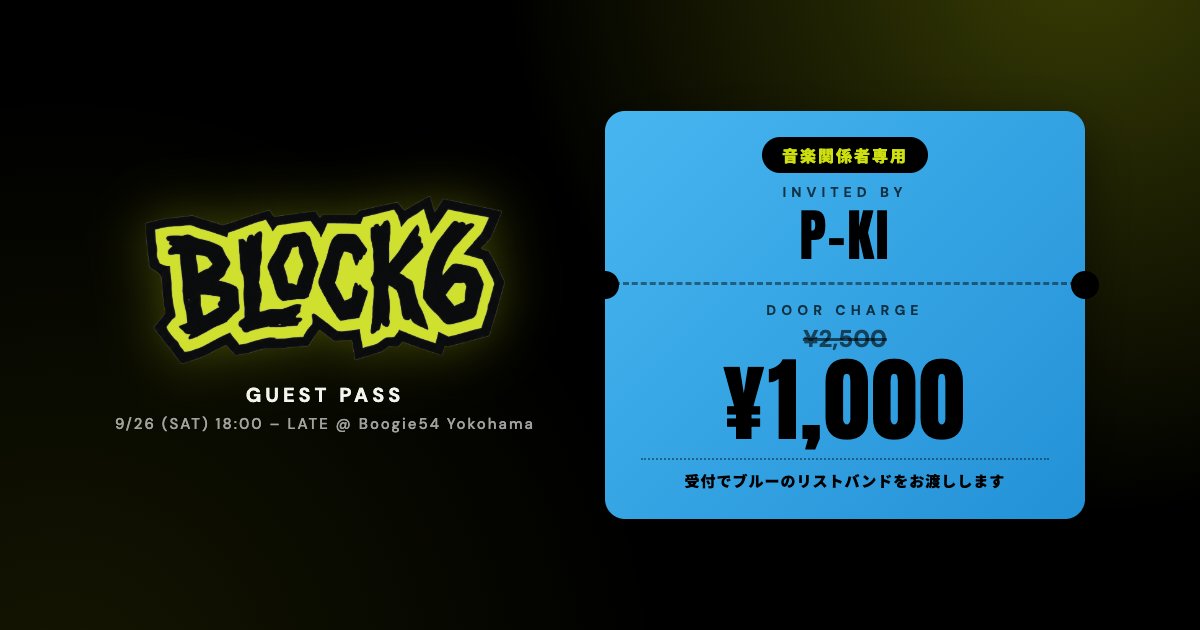 BLOCK6
GUEST PASS
9/26 (SAT) 18:00 – LATE @ Boogie54 Yokohama
音楽関係者専用
INVITED BY
P-KI
DOOR CHARGE
¥2,500
¥1,000
受付でブルーのリストバンドをお渡しします